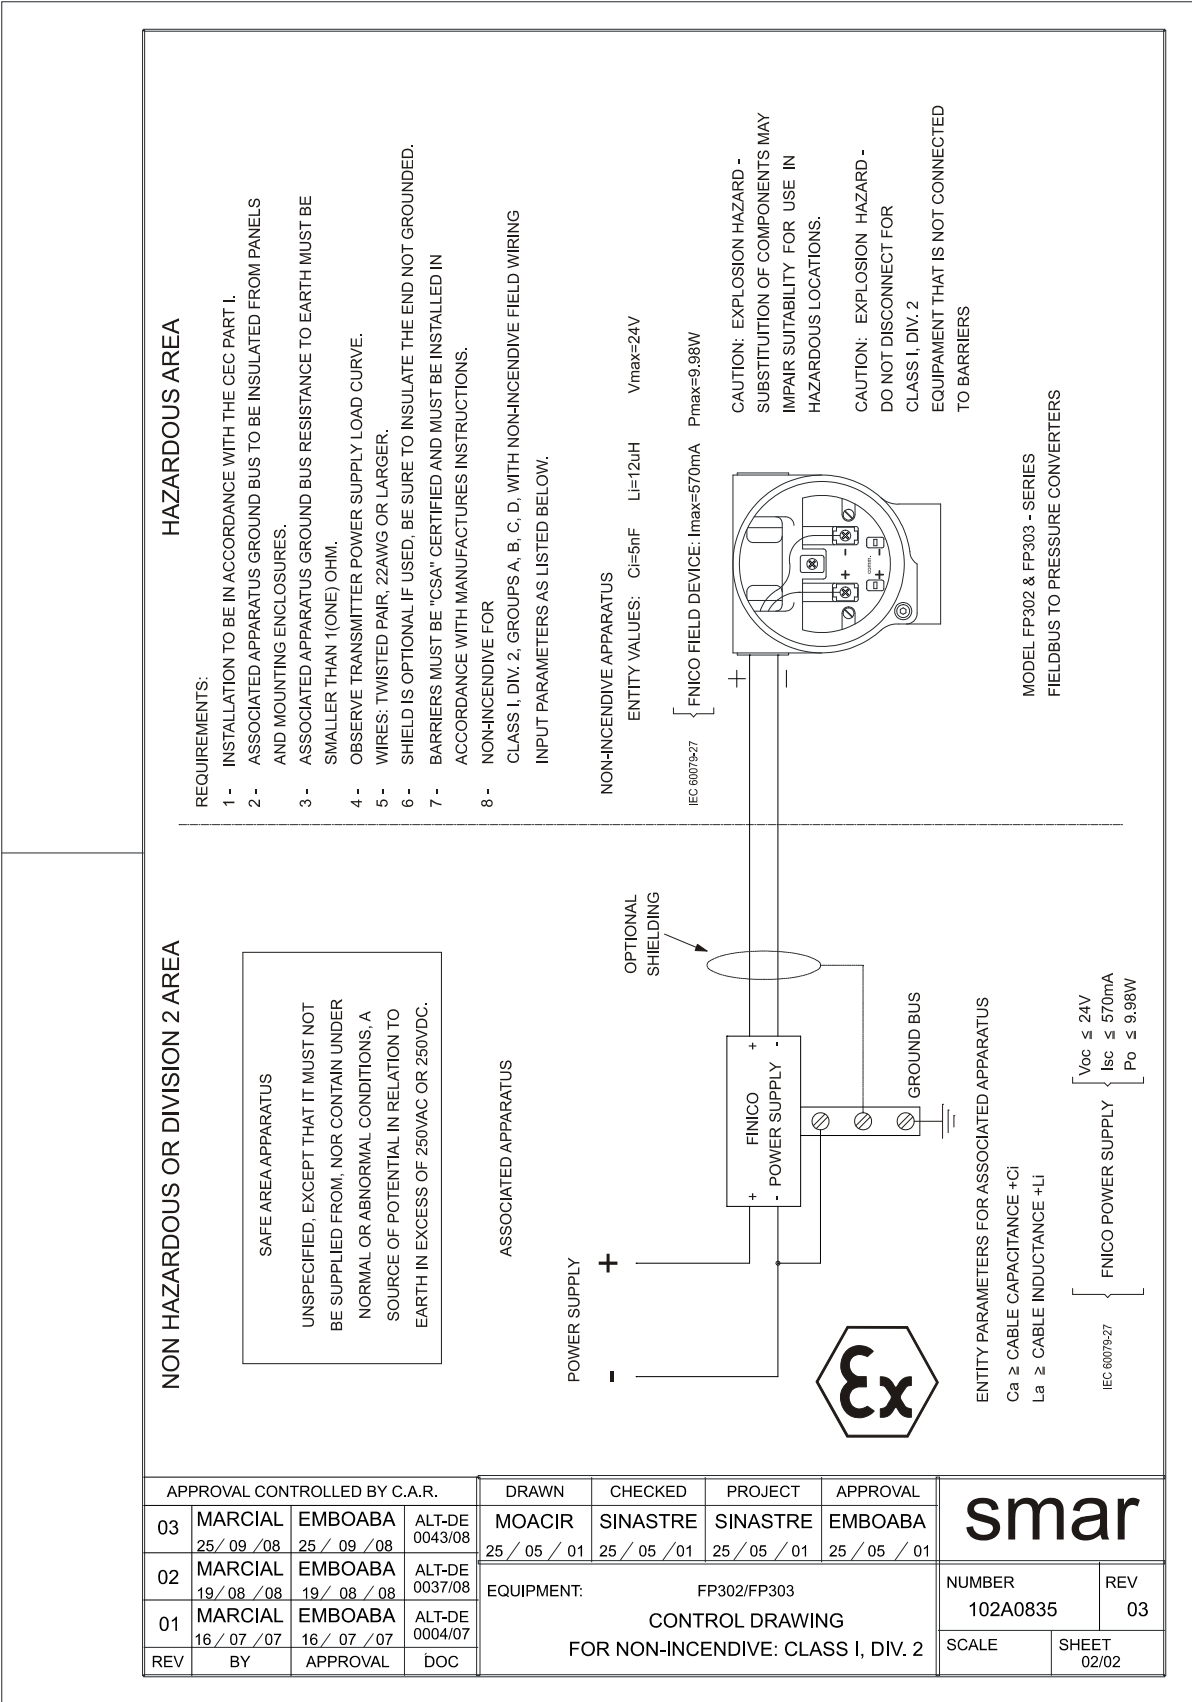 HAZARDOUS AREA
REQUIREMENTS:
1 - INSTALLATION TO BE IN ACCORDANCE WITH THE CEC PART I.
2 - ASSOCIATED APPARATUS GROUND BUS TO BE INSULATED FROM PANELS
AND MOUNTING ENCLOSURES.
3 - ASSOCIATED APPARATUS GROUND BUS RESISTANCE TO EARTH MUST BE
SMALLER THAN 1(ONE) OHM.
4 - OBSERVE TRANSMITTER POWER SUPPLY LOAD CURVE.
5 - WIRES: TWISTED PAIR, 22AWG OR LARGER.
6 - SHIELD IS OPTIONAL IF USED, BE SURE TO INSULATE THE END NOT GROUNDED.
7 - BARRIERS MUST BE "CSA" CERTIFIED AND MUST BE INSTALLED IN
ACCORDANCE WITH MANUFACTURES INSTRUCTIONS.
8 - NON-INCENDIVE FOR
CLASS I, DIV. 2, GROUPS A, B, C, D, WITH NON-INCENDIVE FIELD WIRING
INPUT PARAMETERS AS LISTED BELOW.
NON-INCENDIVE APPARATUS
ENTITY VALUES: Ci=5nF Li=12uH Vmax=24V
IEC 60079-27 FNICO FIELD DEVICE: Imax=570mA Pmax=9.98W
CAUTION: EXPLOSION HAZARD -
SUBSTITUITION OF COMPONENTS MAY
IMPAIR SUITABILITY FOR USE IN
HAZARDOUS LOCATIONS.
CAUTION: EXPLOSION HAZARD -
DO NOT DISCONNECT FOR
CLASS I, DIV. 2
EQUIPAMENT THAT IS NOT CONNECTED
TO BARRIERS
+ -
+ -
comm.
+ -
MODEL FP302 & FP303 - SERIES
FIELDBUS TO PRESSURE CONVERTERS
NON HAZARDOUS OR DIVISION 2 AREA
SAFE AREA APPARATUS
UNSPECIFIED, EXCEPT THAT IT MUST NOT
BE SUPPLIED FROM, NOR CONTAIN UNDER
NORMAL OR ABNORMAL CONDITIONS, A
SOURCE OF POTENTIAL IN RELATION TO
EARTH IN EXCESS OF 250VAC OR 250VDC.
ASSOCIATED APPARATUS
OPTIONAL
SHIELDING
POWER SUPPLY
- +
+ FINICO +
- POWER SUPPLY -
GROUND BUS
Ex
ENTITY PARAMETERS FOR ASSOCIATED APPARATUS
Ca ≥ CABLE CAPACITANCE +Ci
La ≥ CABLE INDUCTANCE +Li
IEC 60079-27 FNICO POWER SUPPLY
Voc ≤ 24V
Isc ≤ 570mA
Po ≤ 9.98W
APPROVAL CONTROLLED BY C.A.R.
03 MARCIAL EMBOABA ALT-DE
25/ 09 /08 25/ 09 /08 0043/08
02 MARCIAL EMBOABA ALT-DE
19/ 08 /08 19/ 08 /08 0037/08
01 MARCIAL EMBOABA ALT-DE
16/ 07 /07 16/ 07 /07 0004/07
REV BY APPROVAL DOC
DRAWN CHECKED PROJECT APPROVAL
MOACIR SINASTRE SINASTRE EMBOABA
25 / 05 / 01 25 / 05 /01 25 / 05 / 01 25 / 05 / 01
EQUIPMENT: FP302/FP303
CONTROL DRAWING
FOR NON-INCENDIVE: CLASS I, DIV. 2
smar
NUMBER REV
102A0835 03
SCALE SHEET
02/02